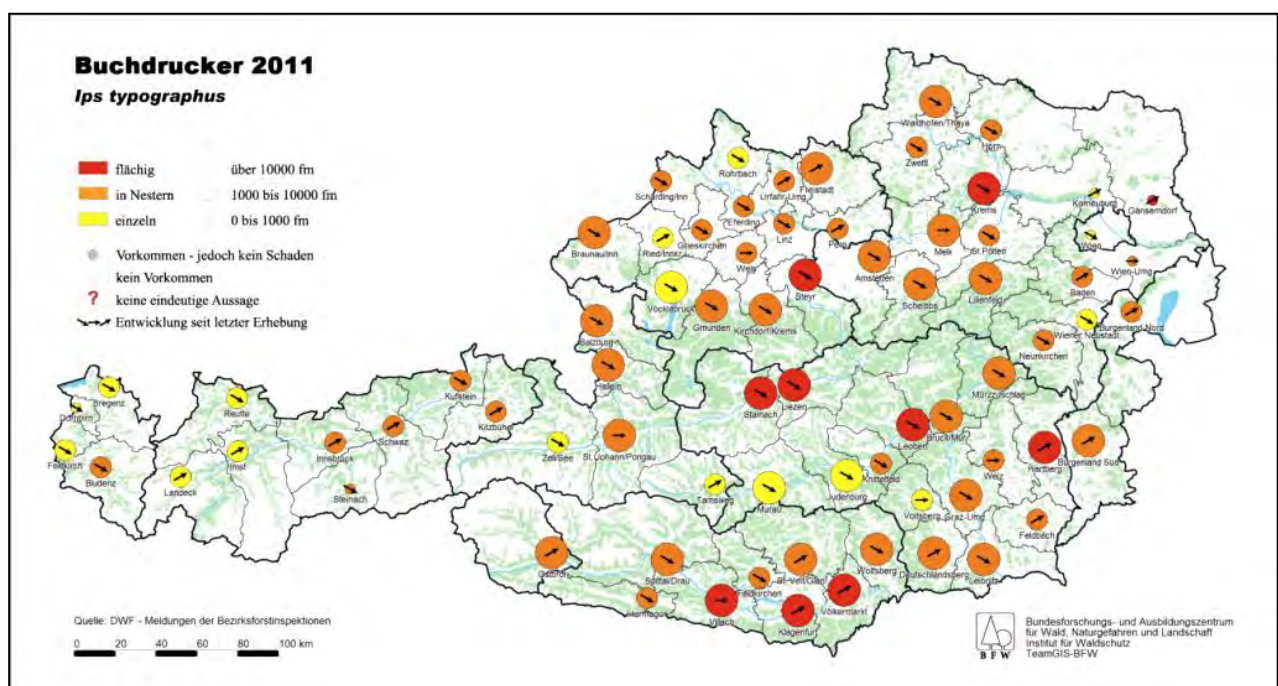 Buchdrucker 2011
Ips typographus
flächig über 10000 fm
in Nestern 1000 bis 10000 fm
einzeln 0 bis 1000 fm
Vorkommen - jedoch kein Schaden
kein Vorkommen
? keine eindeutige Aussage
Entwicklung seit letzter Erhebung
Waidhofen/Thaya
Horn
Zwettl
Rohrbach
Schärding/Inn
Urfahr-Umg
Freistadt
Krems
Korneuburg
Gänserndorf
Eferding
Braunau/Inn
Ried/Innkr
Grieskirchen
Linz
Perg
Melk
St.Pölten
Wien
Wels
Wien-Umg
Amstetten
Baden
Steyr
Scheibbs
Lilienfeld
Vöcklabruck
Gmunden
Kirchdorf/Krems
Burgenland Nord
Wiener Neustadt
Salzburg
Neunkirchen
Hallein
Mürzzuschlag
Bregenz
Dornbirn
Reutte
Kufstein
Stainach
Liezen
Kitzbühel
Schwaz
Leoben
Bruck/Mur
Feldkirch
Imst
Innsbruck
Zell/See
St.Johann/Pongau
Hartberg
Burgenland Süd
Bludenz
Landeck
Steinach
Knittelfeld
Weiz
Tamsweg
Murau
Judenburg
Voitsberg
Graz-Umg
Feldbach
Osttirol
Spittal/Drau
St.Veit/Glan
Wolfsberg
Deutschlandsberg
Leibnitz
Feldkirchen
Hermagor
Villach
Klagenfurt
Völkermarkt
Quelle: DWF - Meldungen der Bezirksforstinspektionen
0 20 40 60 80 100 km
BFW
Bundesforschungs- und Ausbildungszentrum
für Wald, Naturgefahren und Landschaft
Institut für Waldschutz
TeamGIS-BFW